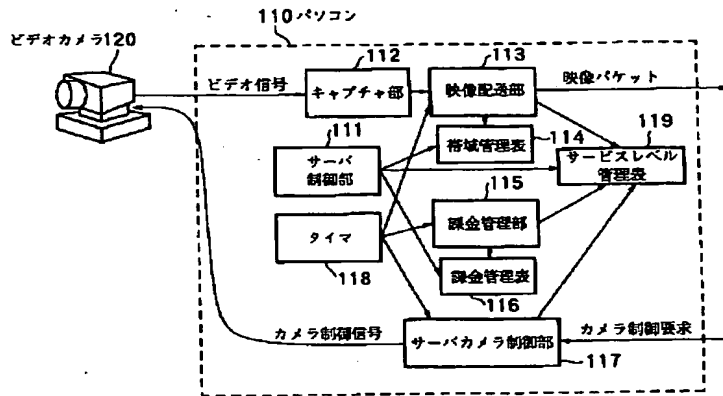 110 パソコン
ビデオカメラ120
112
113
ビデオ信号
キャプチャ部
映像配送部
映像パケット
111
114
119
サーバ
制御部
帯域管理表
サービスレベル
管理表
115
タイマ
課金管理部
118
課金管理表
116
カメラ制御信号
サーバカメラ制御部
カメラ制御要求
117